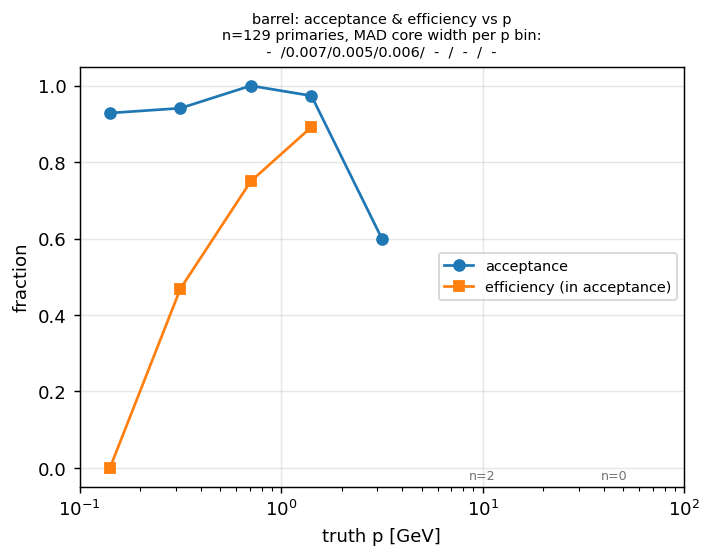 barrel: acceptance & efficiency vs p
n=129 primaries, MAD core width per p bin:
- /0.007/0.005/0.006/ - / - / -
1.0
0.8
0.6
0.4
0.2
0.0
fraction
acceptance
efficiency (in acceptance)
n=2
n=0
10⁻¹
10⁰
10¹
10²
truth p [GeV]